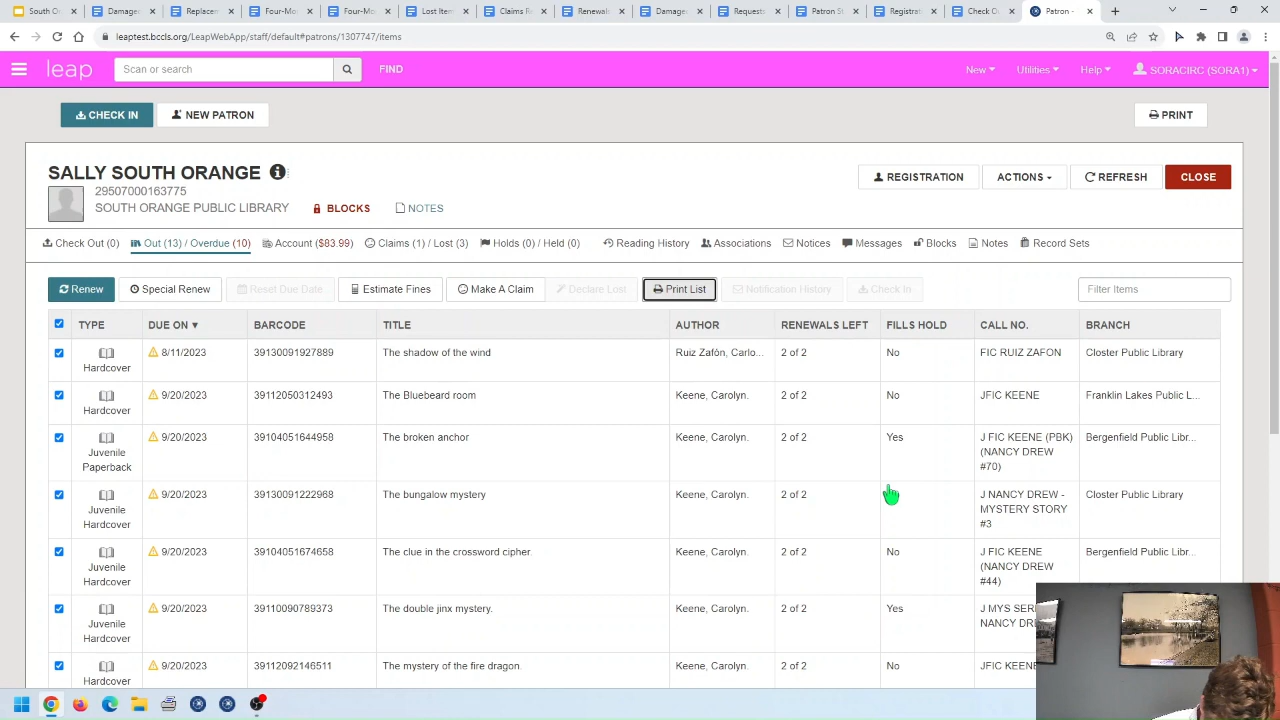 South O
Damage
Replacem
Four-Mo
Four-Mo
Lost Item
Claims Re
Renewal
Damage
Requests
Patron St
Registrat
Check Ou
Patron -
leaptest.bccls.org/LeapWebApp/staff/default#patrons/1307747/items
leap Scan or search FIND New Utilities Help SORACIRC (SORA1)
CHECK IN NEW PATRON PRINT
SALLY SOUTH ORANGE
29507000163775
SOUTH ORANGE PUBLIC LIBRARY BLOCKS NOTES
REGISTRATION ACTIONS REFRESH CLOSE
Check Out (0) Out (13) / Overdue (10) Account ($83.99) Claims (1) / Lost (3) Holds (0) / Held (0) Reading History Associations Notices Messages Blocks Notes Record Sets
Renew Special Renew Reset Due Date Estimate Fines Make A Claim Declare Lost Print List Notification History Check In Filter Items
TYPE DUE ON BARCODE TITLE AUTHOR RENEWALS LEFT FILLS HOLD CALL NO. BRANCH
8/11/2023 39130091927889 The shadow of the wind Ruiz Zafón, Carlo... 2 of 2 No FIC RUIZ ZAFON Closter Public Library
Hardcover
9/20/2023 39112050312493 The Bluebeard room Keene, Carolyn. 2 of 2 No JFIC KEENE Franklin Lakes Public L...
Hardcover
9/20/2023 39104051644958 The broken anchor Keene, Carolyn. 2 of 2 Yes J FIC KEENE (PBK) Bergenfield Public Libr...
Juvenile (NANCY DREW
Paperback #70)
9/20/2023 39130091222968 The bungalow mystery Keene, Carolyn. 2 of 2 J NANCY DREW - Closter Public Library
Juvenile MYSTERY STORY
Hardcover #3
9/20/2023 39104051674658 The clue in the crossword cipher. Keene, Carolyn. 2 of 2 No J FIC KEENE Bergenfield Public Libr...
Juvenile (NANCY DREW
Hardcover #44)
9/20/2023 39110090789373 The double jinx mystery. Keene, Carolyn. 2 of 2 Yes J MYS SER
Juvenile NANCY DRE
Hardcover
9/20/2023 39112092146511 The mystery of the fire dragon. Keene, Carolyn. 2 of 2 No JFIC KEEN
Hardcover